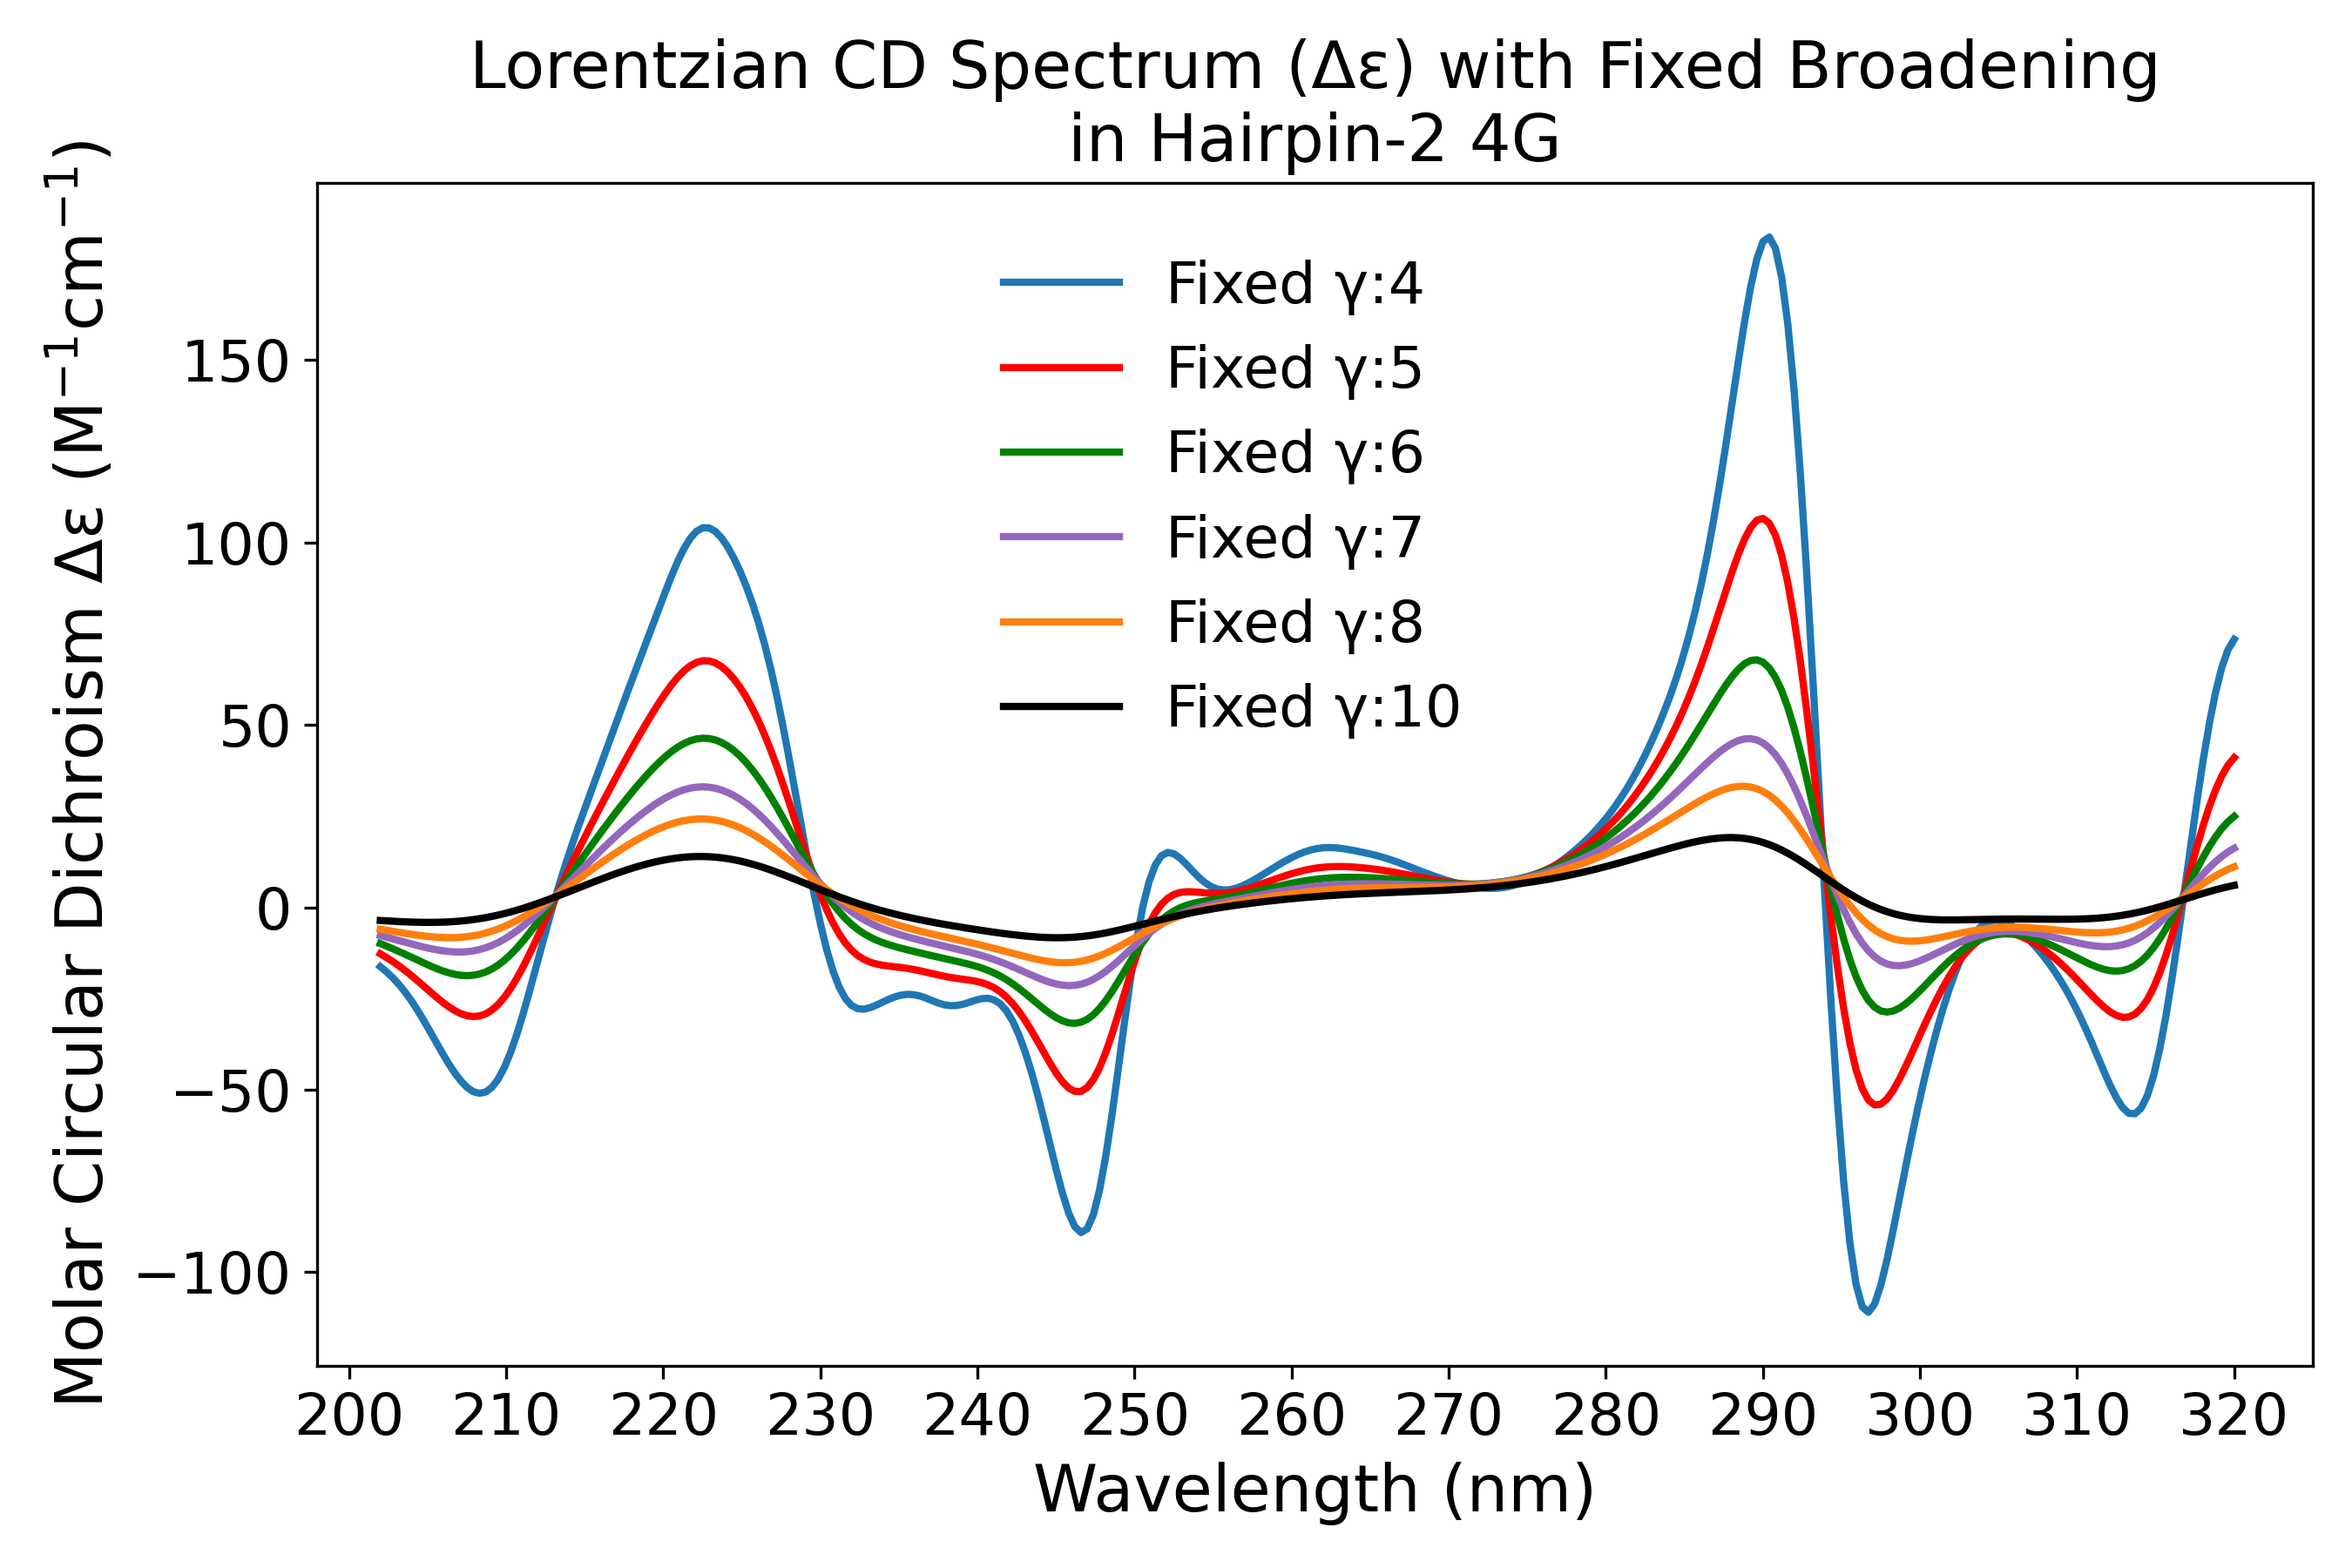 Lorentzian CD Spectrum (Δε) with Fixed Broadening
in Hairpin-2 4G
Molar Circular Dichroism Δε (M⁻¹cm⁻¹)
150
100
50
0
−50
−100
Fixed γ:4
Fixed γ:5
Fixed γ:6
Fixed γ:7
Fixed γ:8
Fixed γ:10
200 210 220 230 240 250 260 270 280 290 300 310 320
Wavelength (nm)